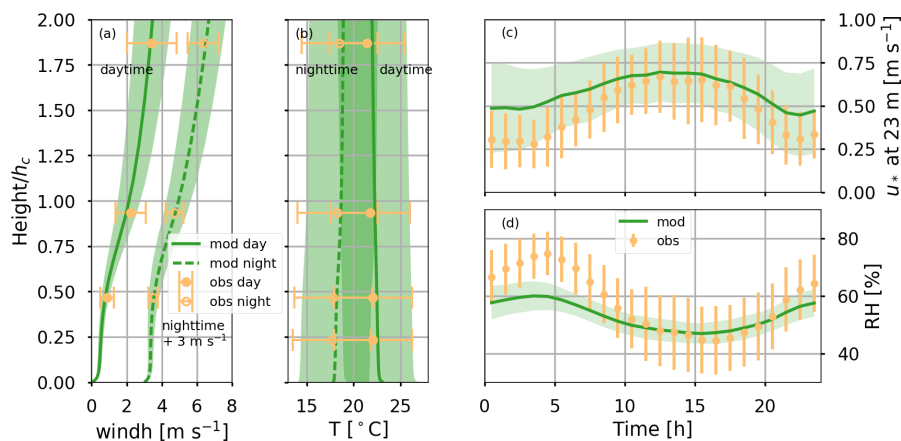 (a)
daytime
2.00
1.75
1.50
1.25
1.00
0.75
0.50
0.25
0.00
Height/h_c
mod day
mod night
obs day
obs night
nighttime
+ 3 m s⁻¹
0 2 4 6 8
windh [m s⁻¹]
(b)
nighttime
daytime
15 20 25
T [°C]
(c)
1.00
0.75
0.50
0.25
0.00
u* at 23 m [m s⁻¹]
(d)
mod
obs
80
60
40
RH [%]
0 5 10 15 20
Time [h]